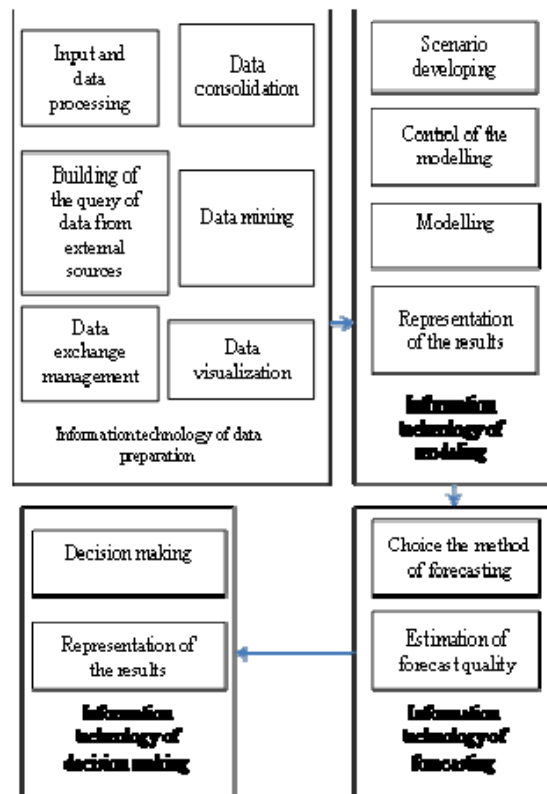 Input and
data
processing
Data
consolidation
Building of
the query of
data from
external
sources
Data mining
Data
exchange
management
Data
visualization
Information technology of data
preparation
Scenario
developing
Control of the
modelling
Modelling
Representation
of the results
Information
technology of
modeling
Choice the method
of forecasting
Estimation of
forecast quality
Information
technology of
forecasting
Decision making
Representation of
the results
Information
technology of
decision making